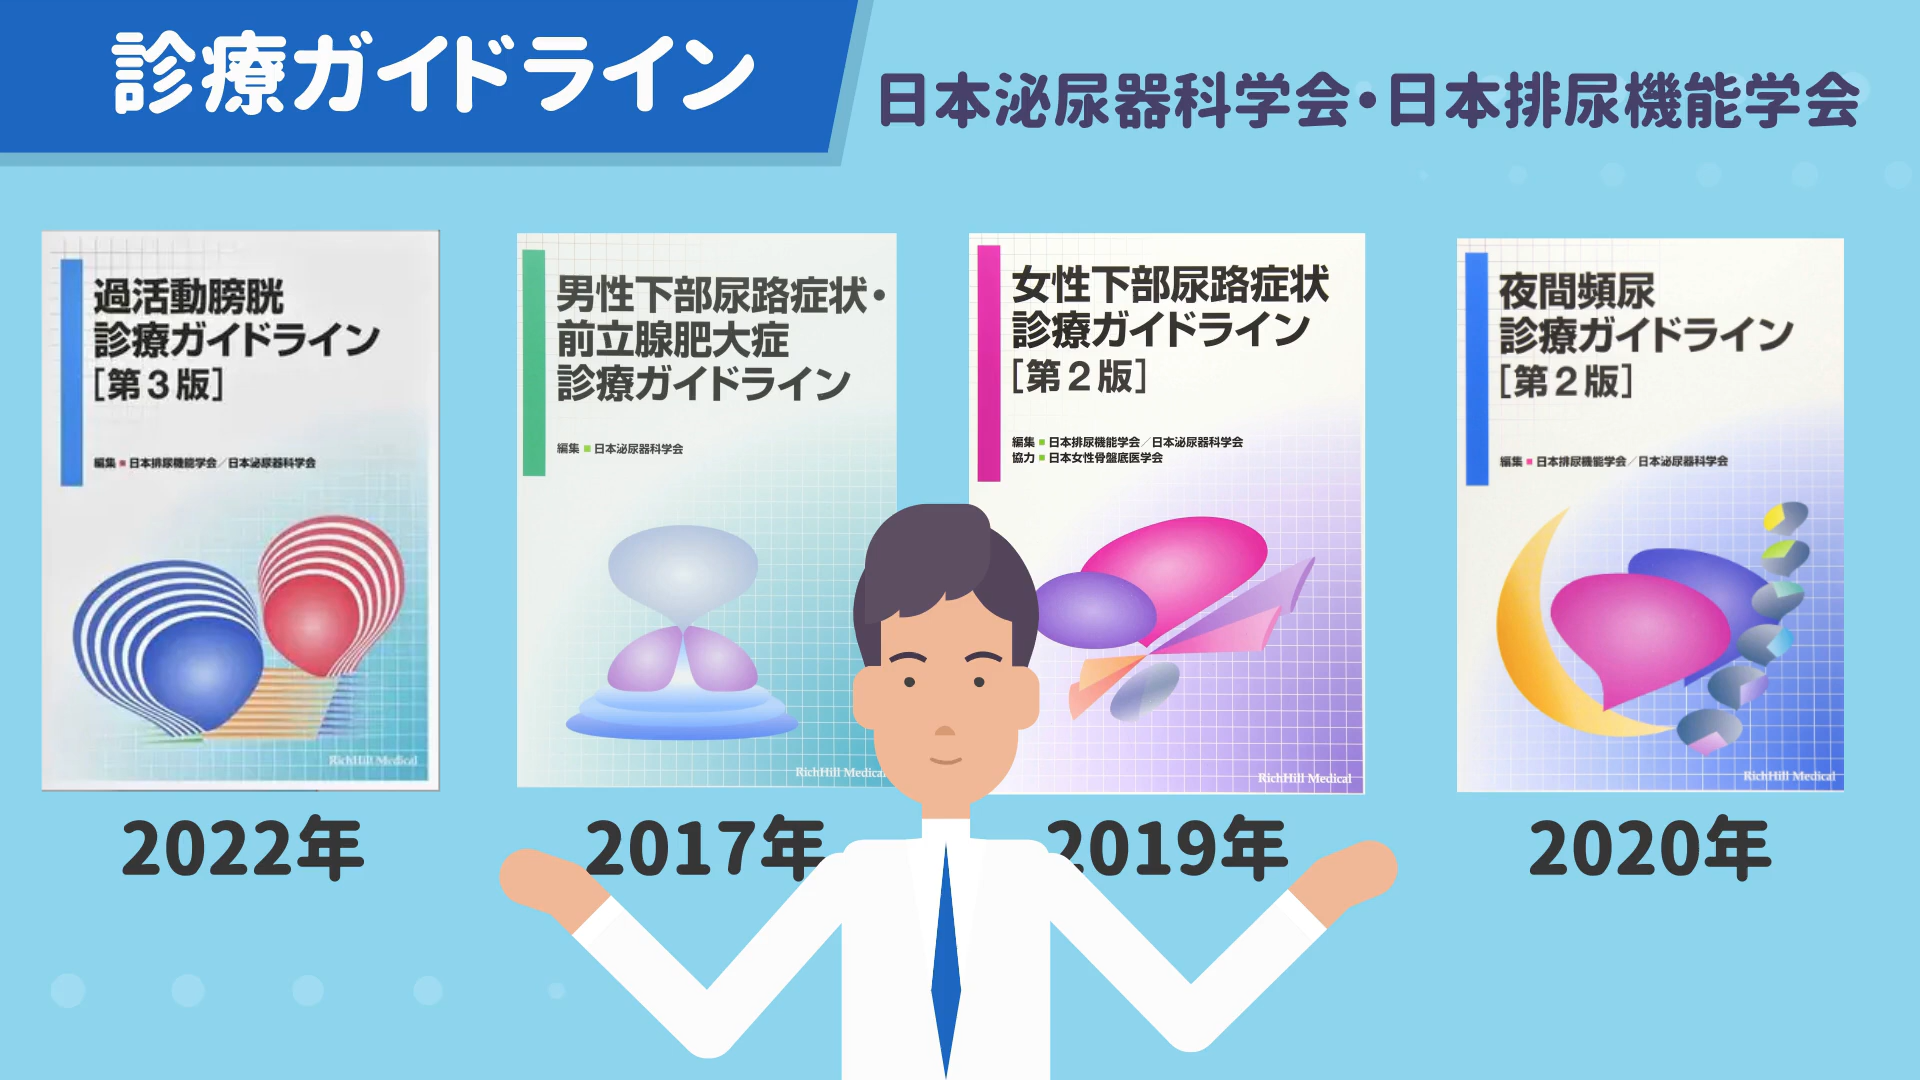 診療ガイドライン
日本泌尿器科学会・日本排尿機能学会
過活動膀胱
診療ガイドライン
[第3版]
編集■日本排尿機能学会／日本泌尿器科学会
RichHill Medical
2022年
男性下部尿路症状・
前立腺肥大症
診療ガイドライン
編集■日本泌尿器科学会
RichHill Medical
2017年
女性下部尿路症状
診療ガイドライン
[第2版]
編集■日本排尿機能学会／日本泌尿器科学会
協力■日本女性骨盤底医学会
RichHill Medical
2019年
夜間頻尿
診療ガイドライン
[第2版]
編集■日本排尿機能学会／日本泌尿器科学会
RichHill Medical
2020年